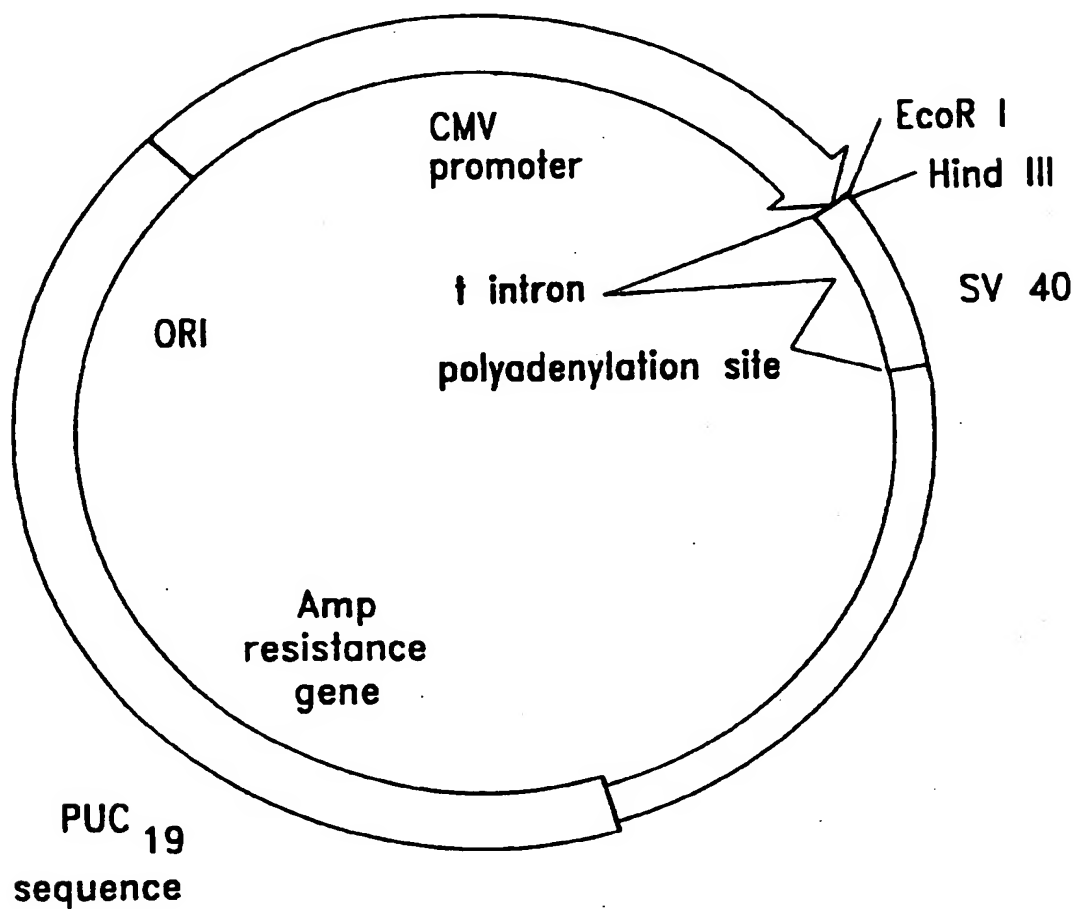 CMV
promoter
EcoR I
Hind III
t intron
SV 40
ORI
polyadenylation site
Amp
resistance
gene
PUC 19
sequence